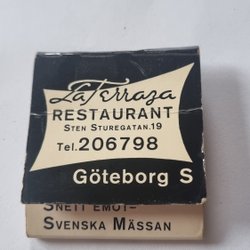 La Terraza
RESTAURANT
STEN STUREGATAN.19
TEL.206798
Göteborg S
SNETT EMOT-
SVENSKA MÄSSAN